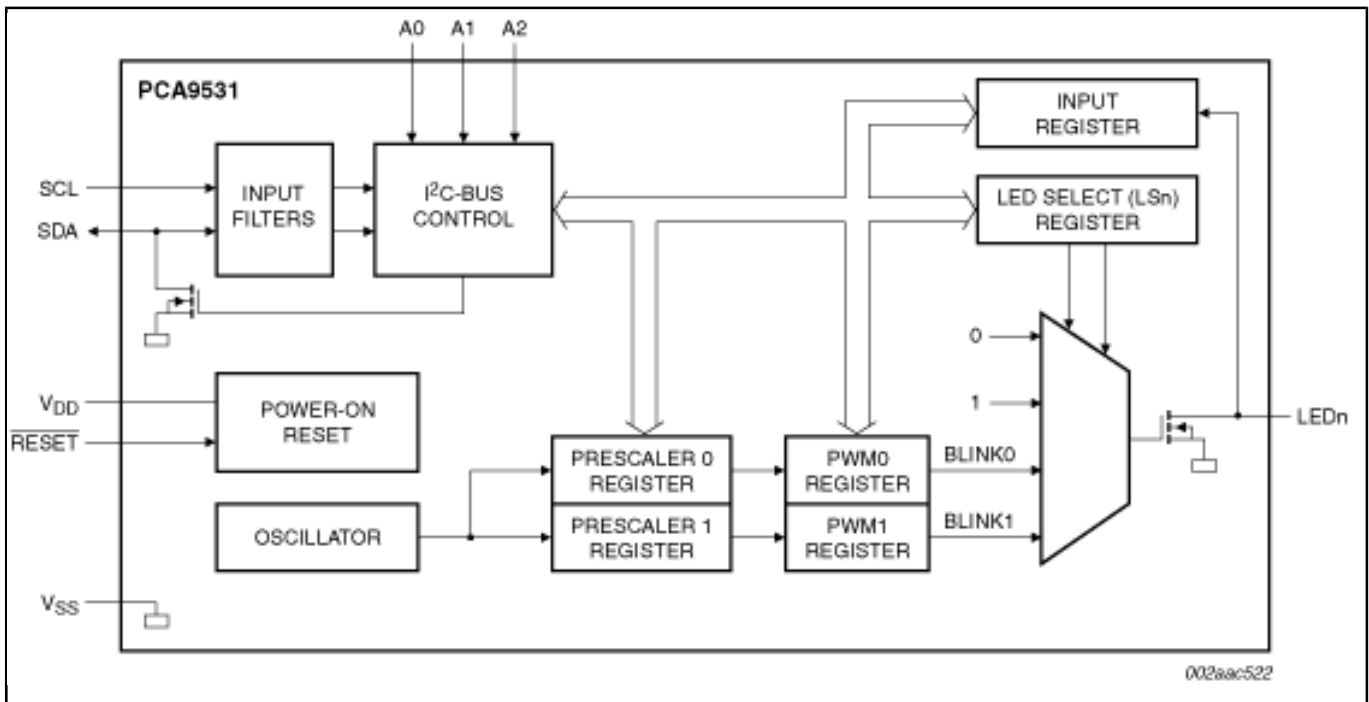 A0 A1 A2
PCA9531
INPUT
REGISTER
SCL
SDA
INPUT
FILTERS
I²C-BUS
CONTROL
LED SELECT (LSn)
REGISTER
0
1
VDD
RESET
POWER-ON
RESET
LEDn
PRESCALER 0
REGISTER
PWM0
REGISTER
BLINK0
OSCILLATOR
PRESCALER 1
REGISTER
PWM1
REGISTER
BLINK1
VSS
002aac522